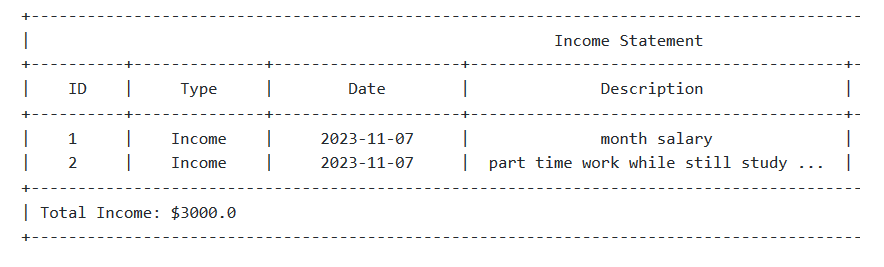 Income Statement
ID Type Date Description
1 Income 2023-11-07 month salary
2 Income 2023-11-07 part time work while still study ...
Total Income: $3000.0